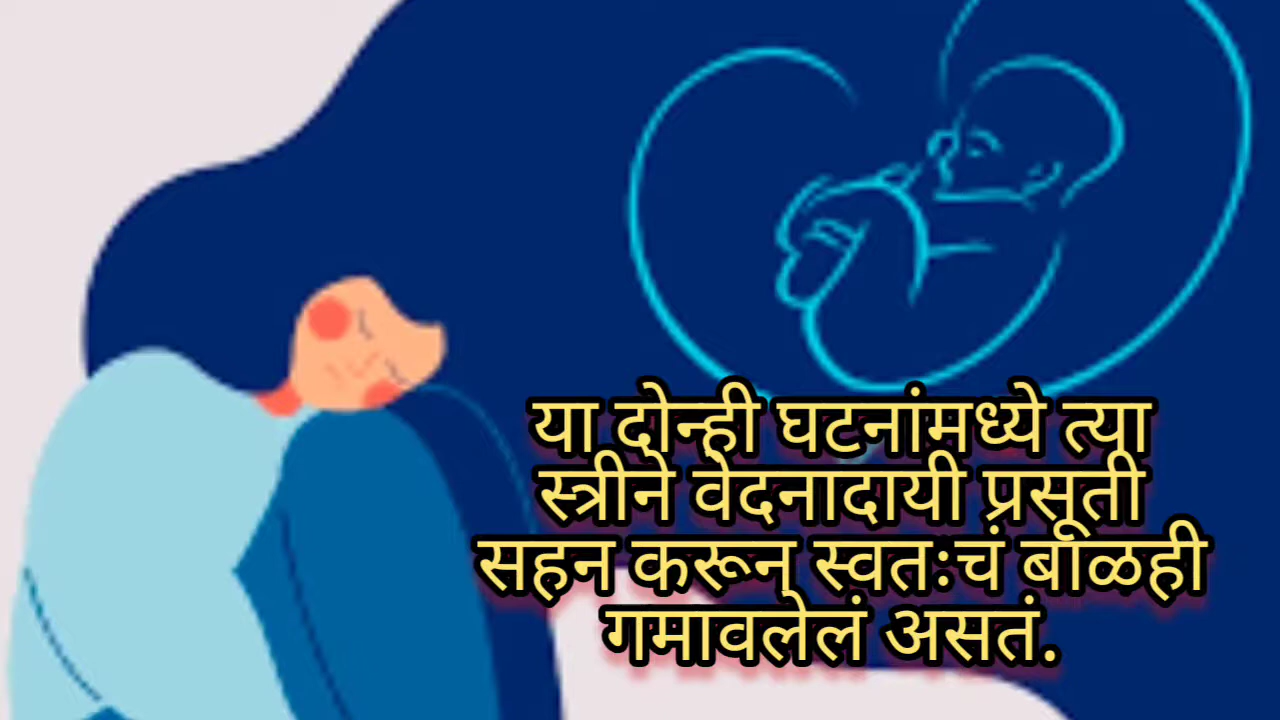 या दोन्ही घटनांमध्ये त्या
स्त्रीने वेदनादायी प्रसूती
सहन करून स्वतःचं बाळही
गमावलेलं असतं.